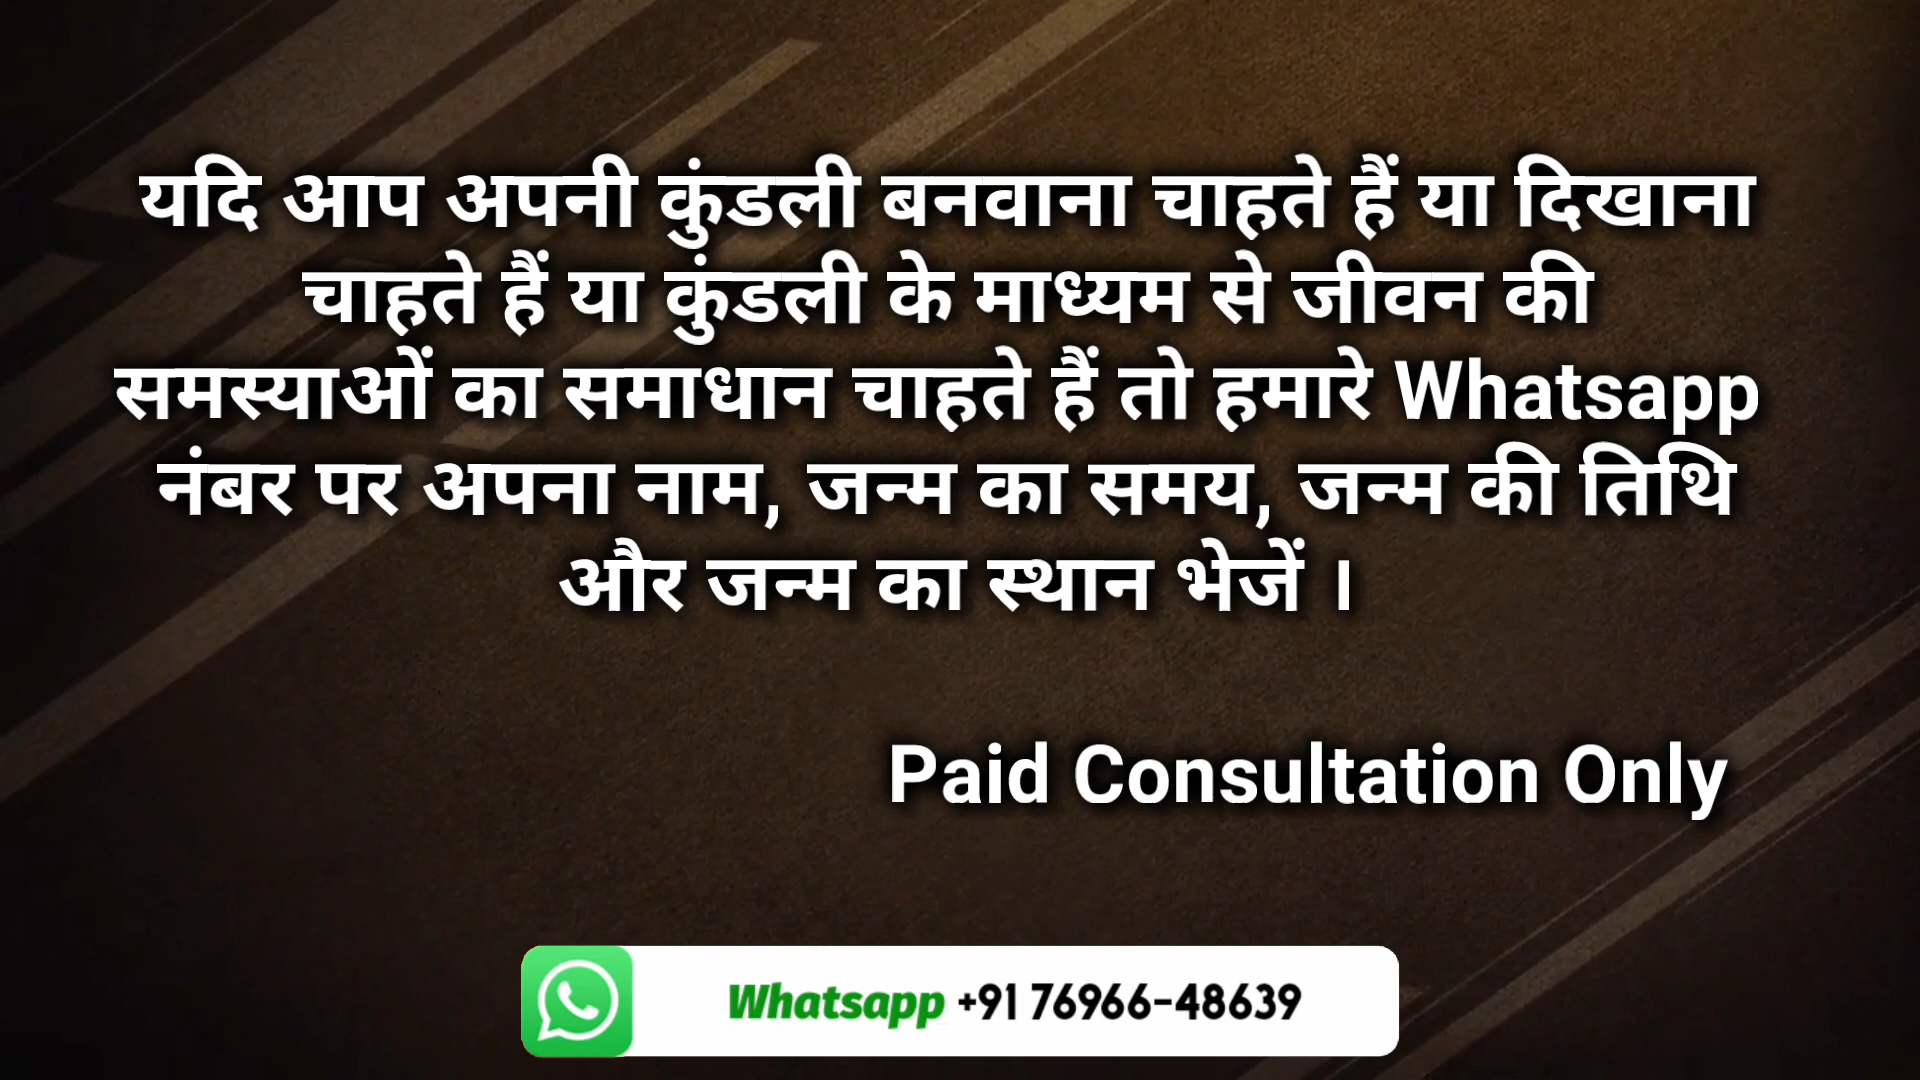 यदि आप अपनी कुंडली बनवाना चाहते हैं या दिखाना
चाहते हैं या कुंडली के माध्यम से जीवन की
समस्याओं का समाधान चाहते हैं तो हमारे Whatsapp
नंबर पर अपना नाम, जन्म का समय, जन्म की तिथि
और जन्म का स्थान भेजें ।
Paid Consultation Only
Whatsapp +91 76966-48639